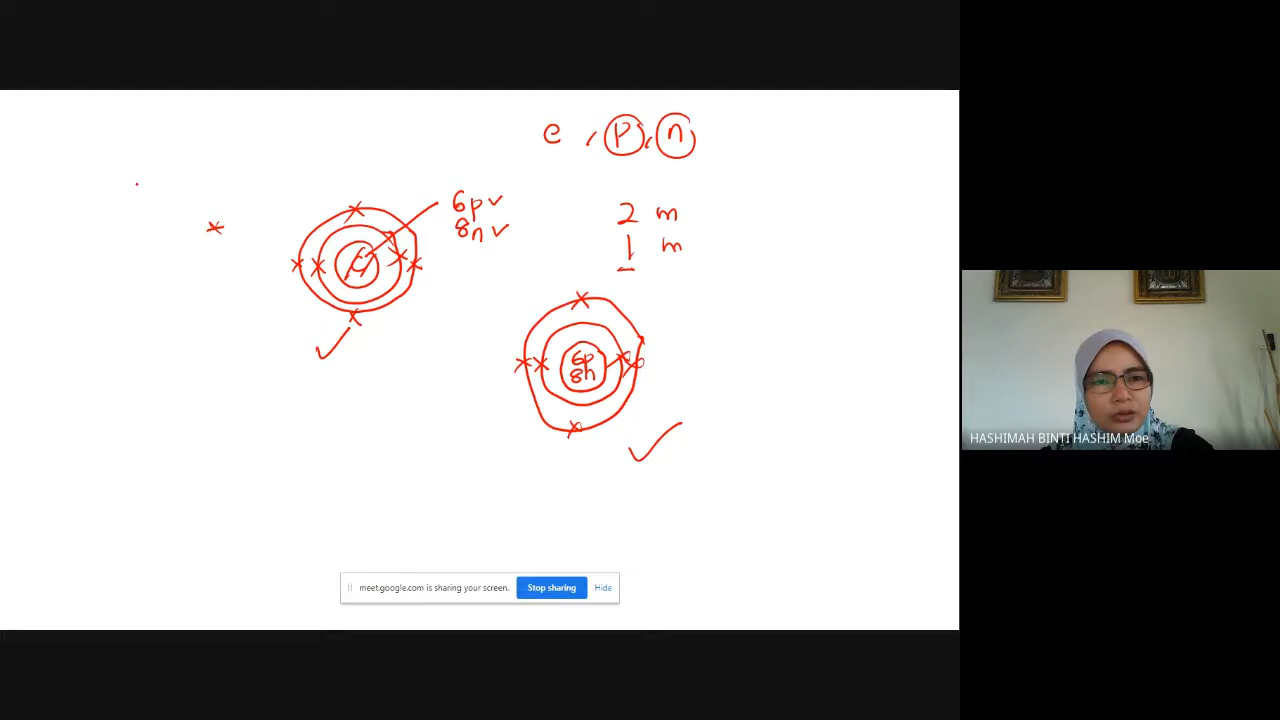 e , p , n
6p
8n
2 m
1 m
6p
8n
HASHIMAH BINTI HASHIM Moe
meet.google.com is sharing your screen. Stop sharing Hide